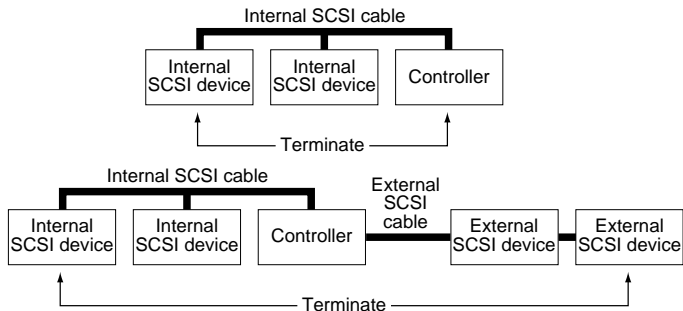 Internal SCSI cable
Internal
SCSI device
Internal
SCSI device
Controller
Terminate
Internal SCSI cable
External
SCSI
cable
Internal
SCSI device
Internal
SCSI device
Controller
External
SCSI device
External
SCSI device
Terminate